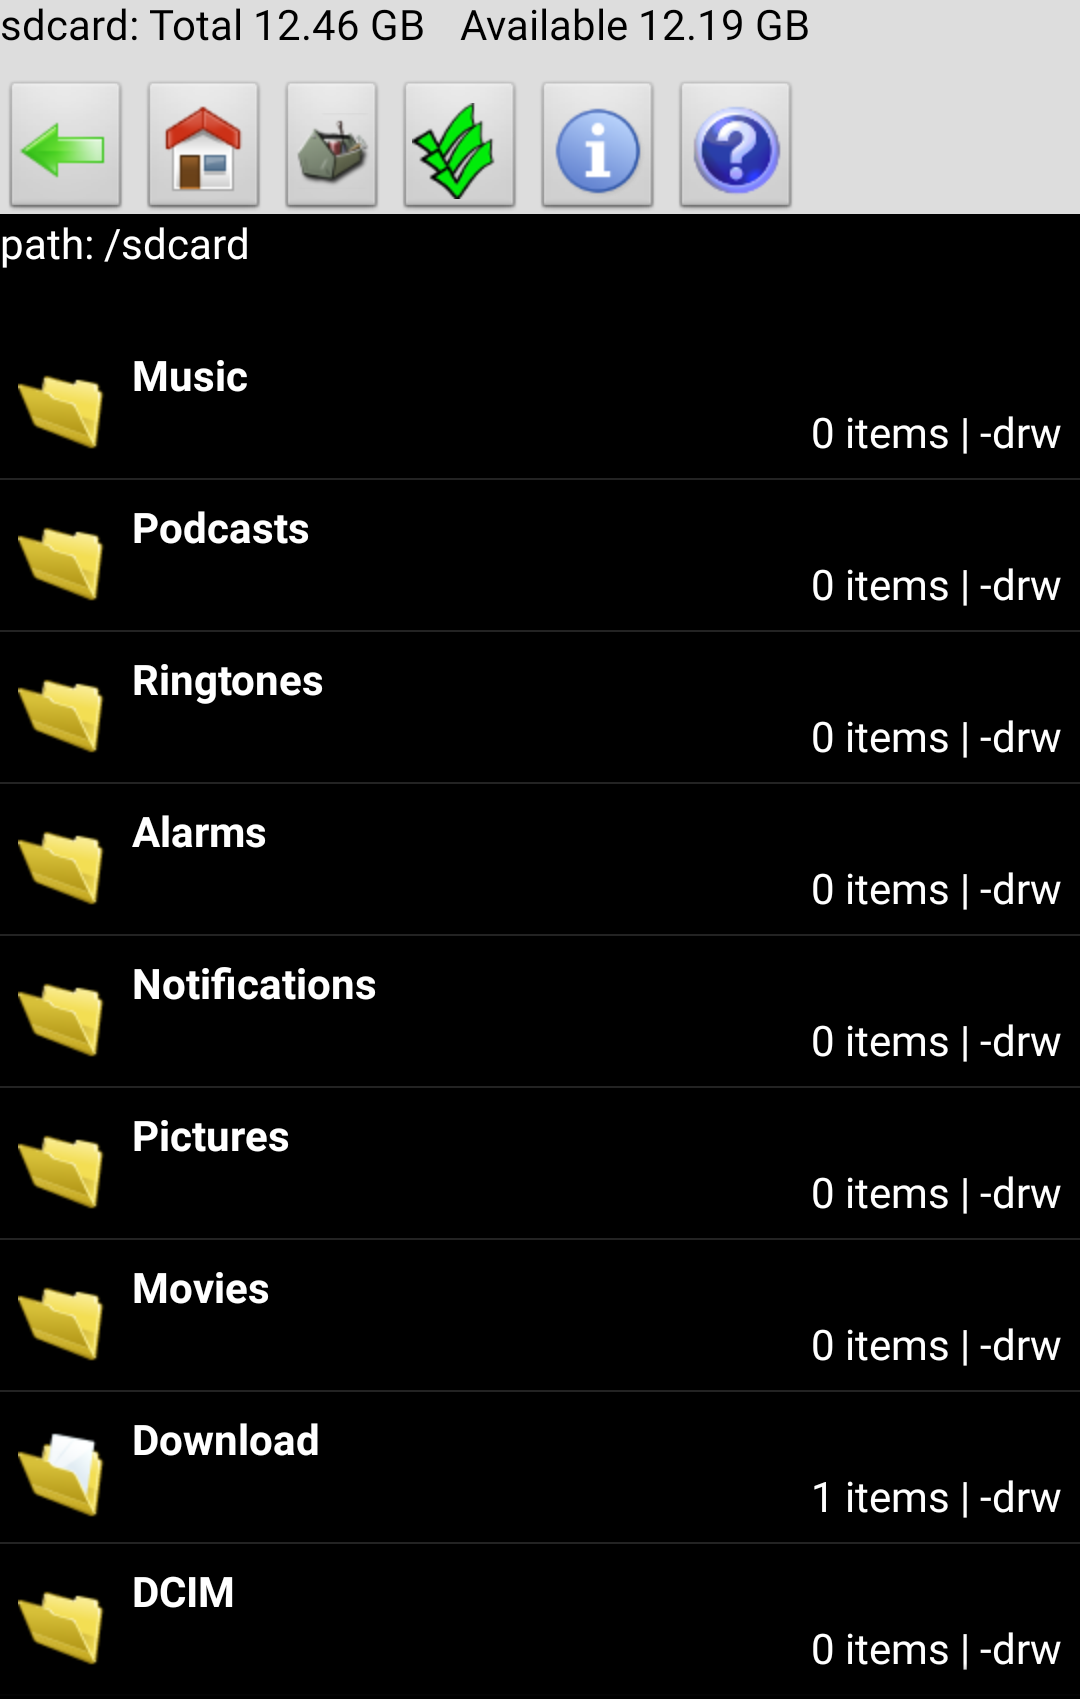 sdcard: Total 12.46 GB   Available 12.19 GB
path: /sdcard
Music
0 items | -drw
Podcasts
0 items | -drw
Ringtones
0 items | -drw
Alarms
0 items | -drw
Notifications
0 items | -drw
Pictures
0 items | -drw
Movies
0 items | -drw
Download
1 items | -drw
DCIM
0 items | -drw